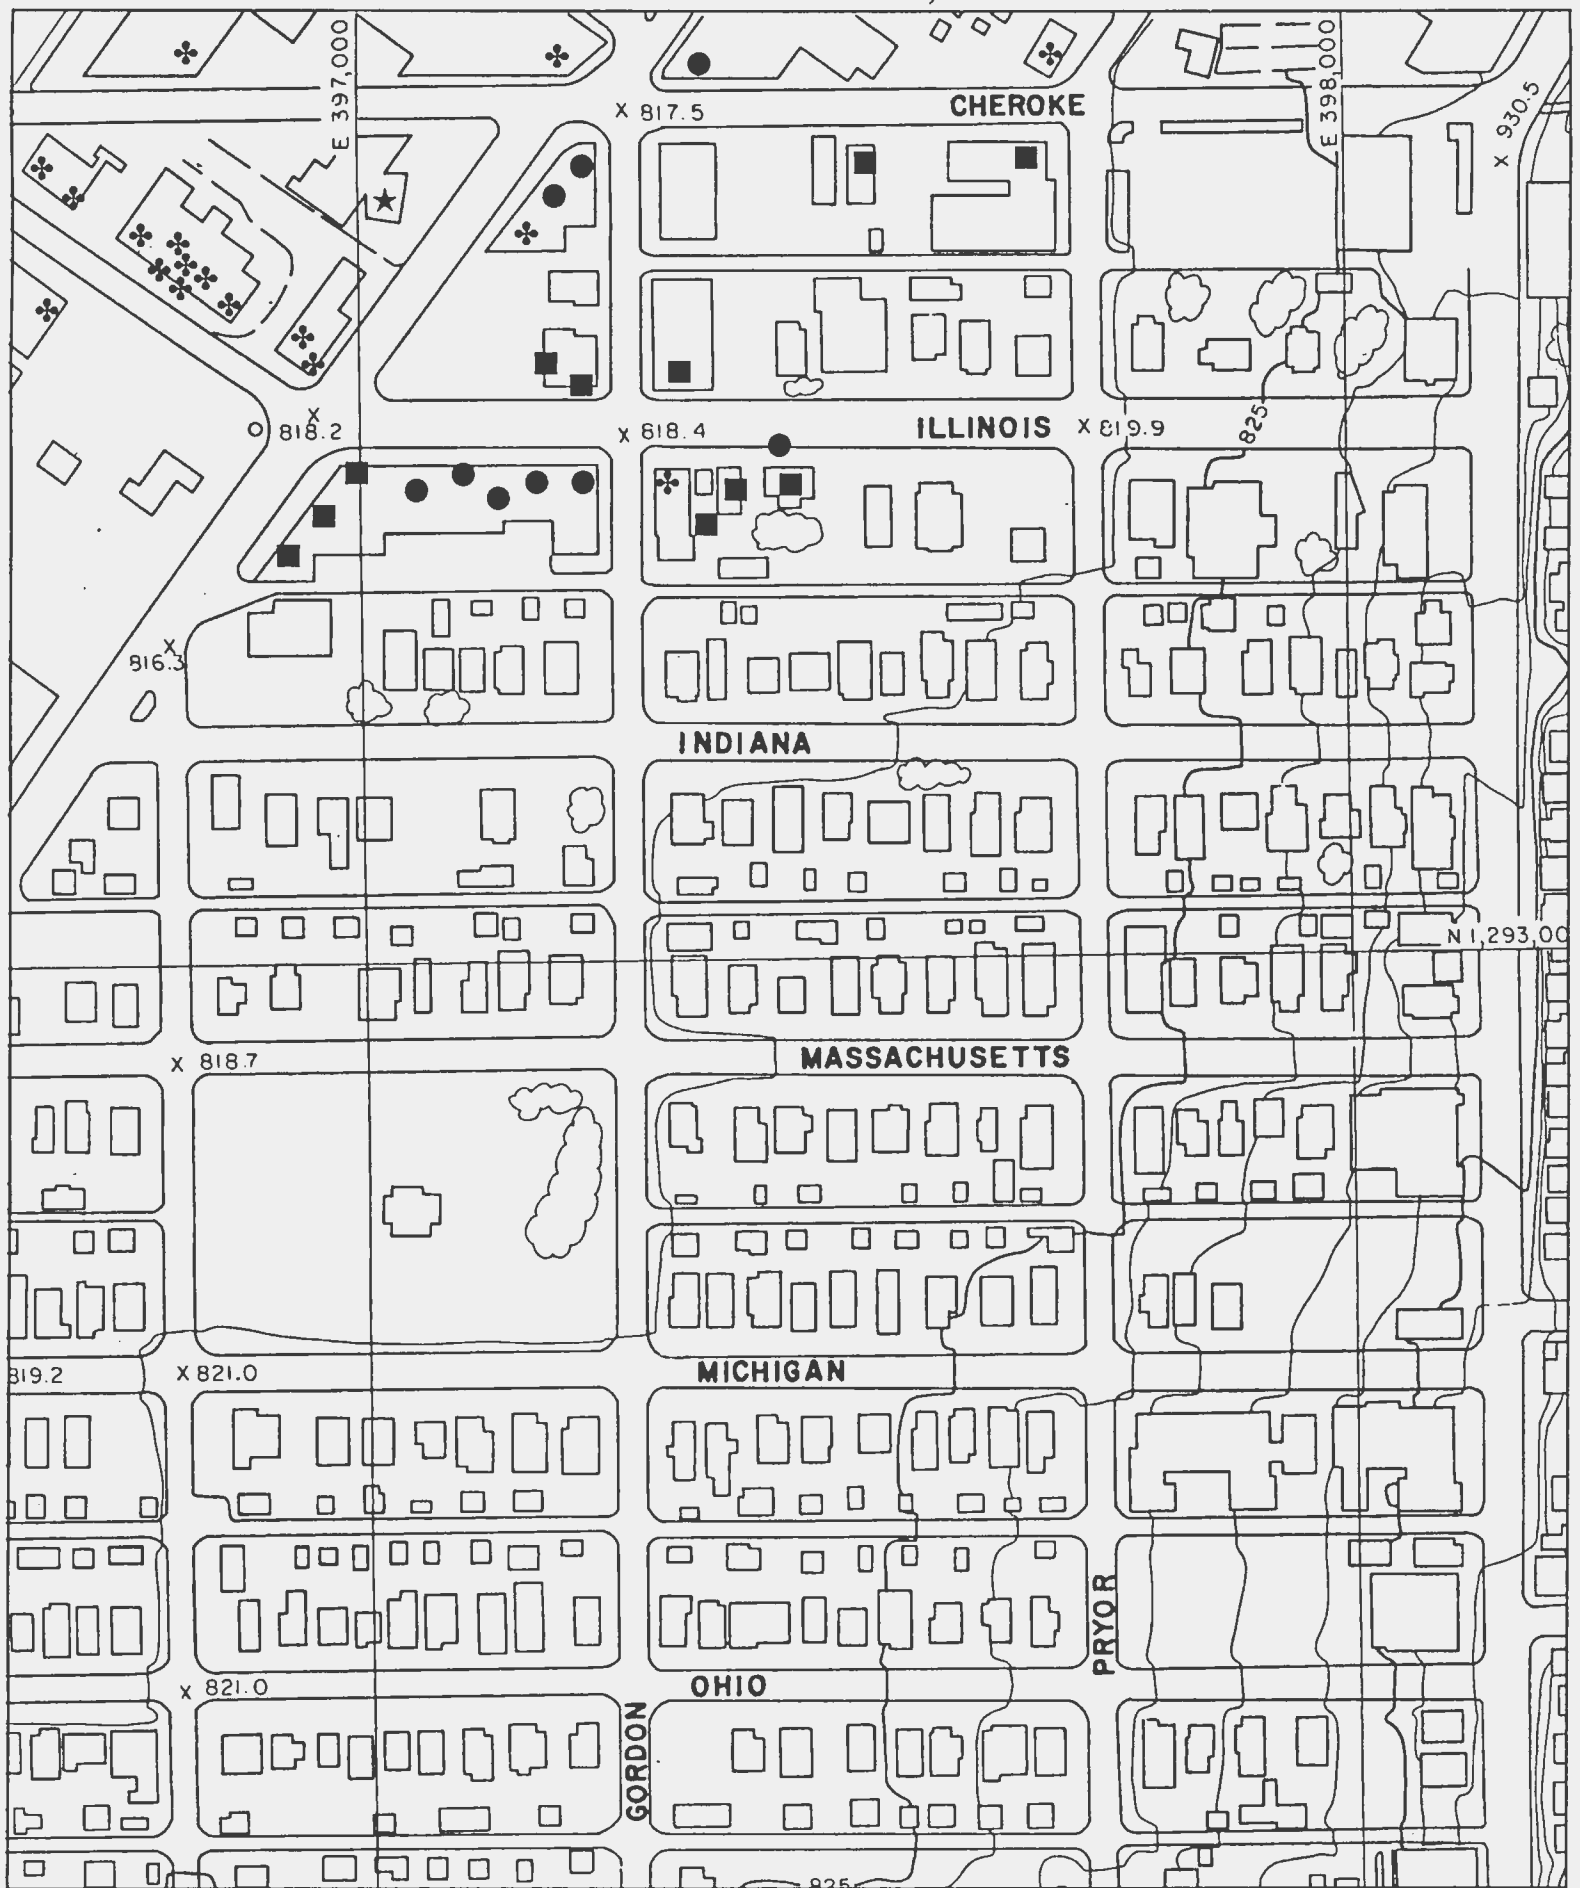 E 397,000
E 398,000
X 930.5
X 817.5
CHEROKE
X
818.2
X 818.4
ILLINOIS
X 819.9
825
X
816.3
INDIANA
N 1,293,00
X 818.7
MASSACHUSETTS
819.2
X 821.0
MICHIGAN
PRYOR
X 821.0
OHIO
GORDON
825